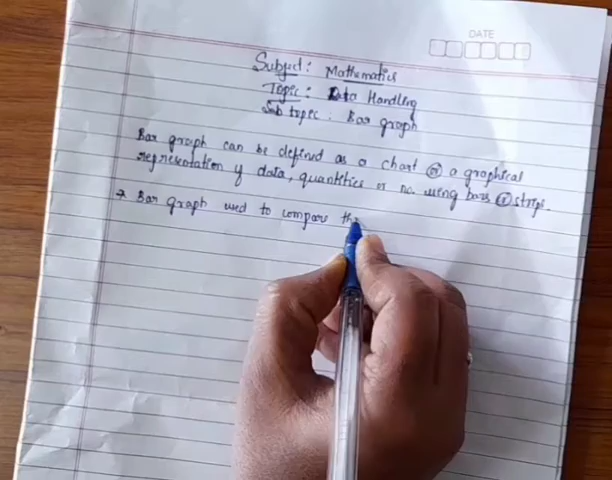 DATE
Subject: Mathematics
Topic: Data Handling
Sub topic: Bar graph
Bar graph can be defined as a chart or a graphical
representation of data, quantities or no. using bars or strips.
→ Bar graph used to compare the